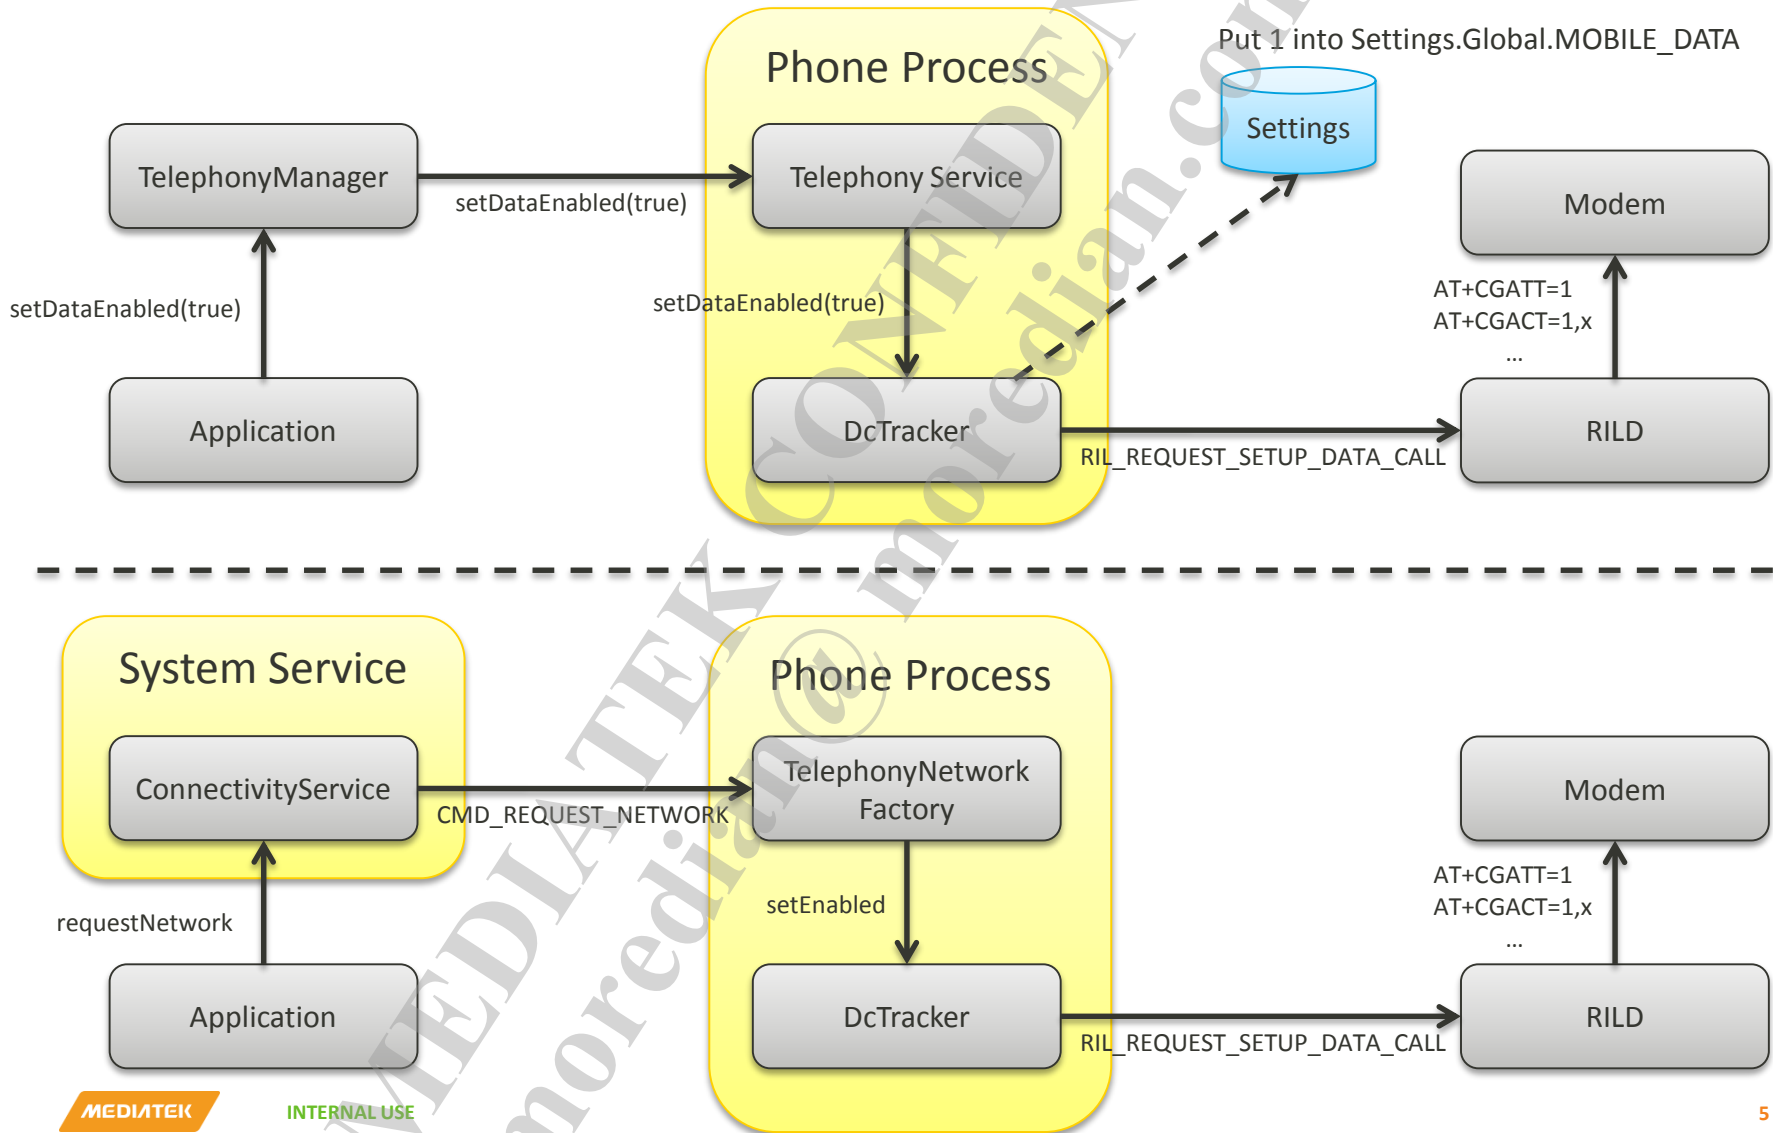 Phone Process
Put 1 into Settings.Global.MOBILE_DATA
Settings
TelephonyManager
setDataEnabled(true)
Telephony Service
Modem
setDataEnabled(true)
setDataEnabled(true)
AT+CGATT=1
AT+CGACT=1,x
...
Application
DcTracker
RIL_REQUEST_SETUP_DATA_CALL
RILD
System Service
Phone Process
ConnectivityService
CMD_REQUEST_NETWORK
TelephonyNetwork
Factory
Modem
requestNetwork
setEnabled
AT+CGATT=1
AT+CGACT=1,x
...
Application
DcTracker
RIL_REQUEST_SETUP_DATA_CALL
RILD
MEDIATEK
INTERNAL USE
5